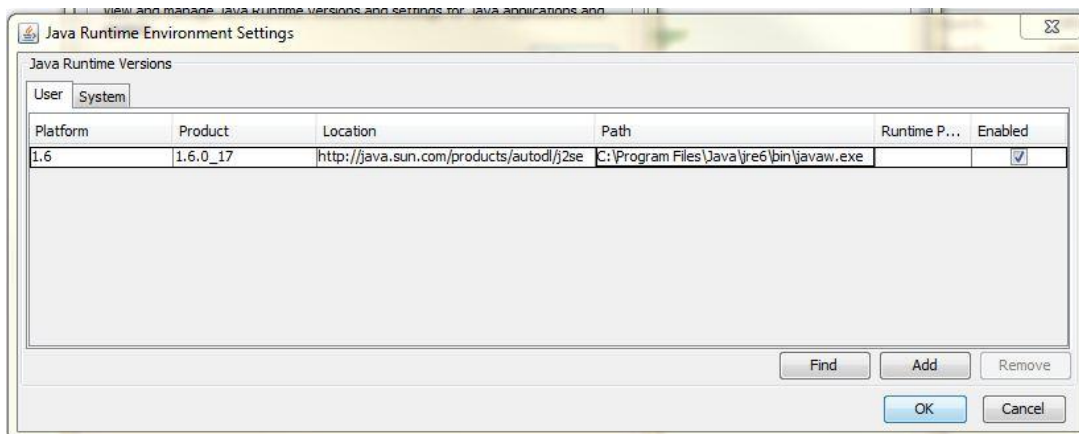 view and manage Java Runtime versions and settings for Java applications and
Java Runtime Environment Settings
Java Runtime Versions
User System
Platform Product Location Path Runtime P... Enabled
1.6 1.6.0_17 http://java.sun.com/products/autodl/j2se C:\Program Files\Java\jre6\bin\javaw.exe
Find Add Remove
OK Cancel